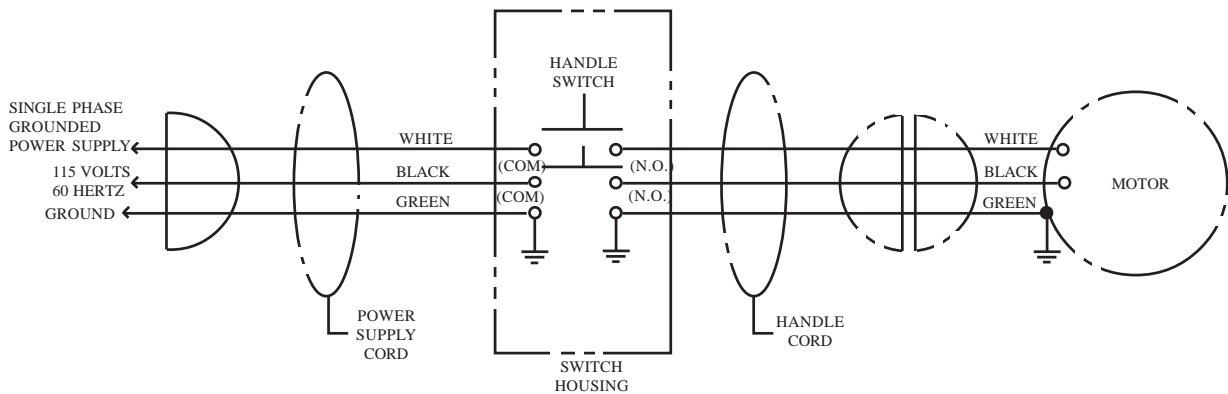 HANDLE
SWITCH
SINGLE PHASE
GROUNDED
POWER SUPPLY
115 VOLTS
60 HERTZ
GROUND
WHITE
BLACK
GREEN
(COM)
(COM)
(N.O.)
(N.O.)
WHITE
BLACK
GREEN
MOTOR
POWER
SUPPLY
CORD
SWITCH
HOUSING
HANDLE
CORD